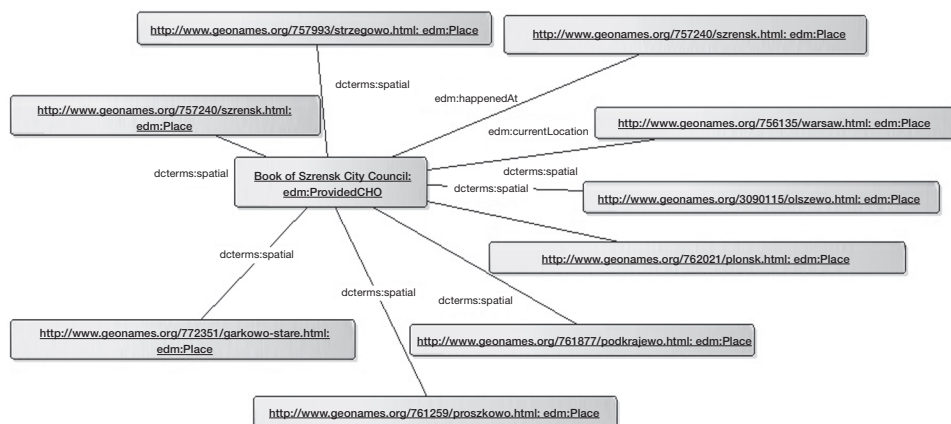 http://www.geonames.org/757993/strzegowo.html: edm:Place
http://www.geonames.org/757240/szrensk.html: edm:Place
dcterms:spatial
edm:happenedAt
http://www.geonames.org/757240/szrensk.html:
edm:Place
http://www.geonames.org/756135/warsaw.html: edm:Place
edm:currentLocation
dcterms:spatial
Book of Szrensk City Council:
edm:ProvidedCHO
dcterms:spatial
dcterms:spatial
http://www.geonames.org/3090115/olszewo.html: edm:Place
dcterms:spatial
http://www.geonames.org/762021/plonsk.html: edm:Place
dcterms:spatial
dcterms:spatial
http://www.geonames.org/772351/garkowo-stare.html:
edm:Place
http://www.geonames.org/761877/podkrajewo.html: edm:Place
http://www.geonames.org/761259/proszkowo.html: edm:Place